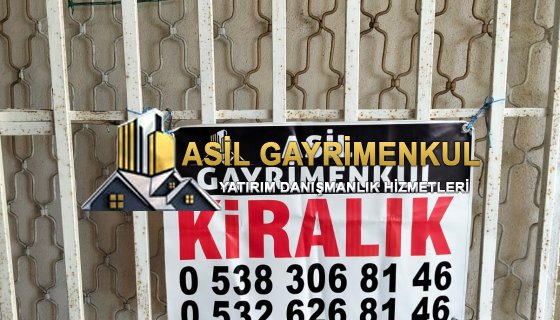 ASİL GAYRİMENKUL
YATIRIM DANIŞMANLIK HİZMETLERİ
ASİL
GAYRİMENKUL
KİRALIK
0 538 306 81 46
0 532 626 81 46